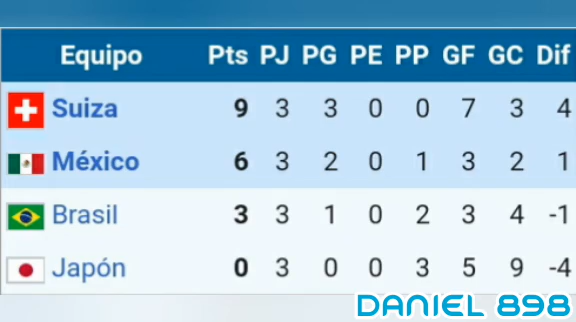 Equipo Pts PJ PG PE PP GF GC Dif
Suiza 9 3 3 0 0 7 3 4
México 6 3 2 0 1 3 2 1
Brasil 3 3 1 0 2 3 4 -1
Japón 0 3 0 0 3 5 9 -4
DANIEL 898